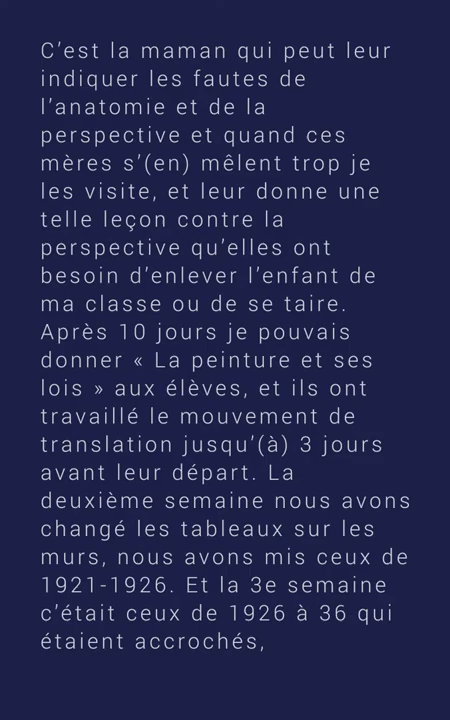 C’est la maman qui peut leur
indiquer les fautes de
l’anatomie et de la
perspective et quand ces
mères s’(en) mêlent trop je
les visite, et leur donne une
telle leçon contre la
perspective qu’elles ont
besoin d’enlever l’enfant de
ma classe ou de se taire.
Après 10 jours je pouvais
donner « La peinture et ses
lois » aux élèves, et ils ont
travaillé le mouvement de
translation jusqu’(à) 3 jours
avant leur départ. La
deuxième semaine nous avons
changé les tableaux sur les
murs, nous avons mis ceux de
1921-1926. Et la 3e semaine
c’était ceux de 1926 à 36 qui
étaient accrochés,